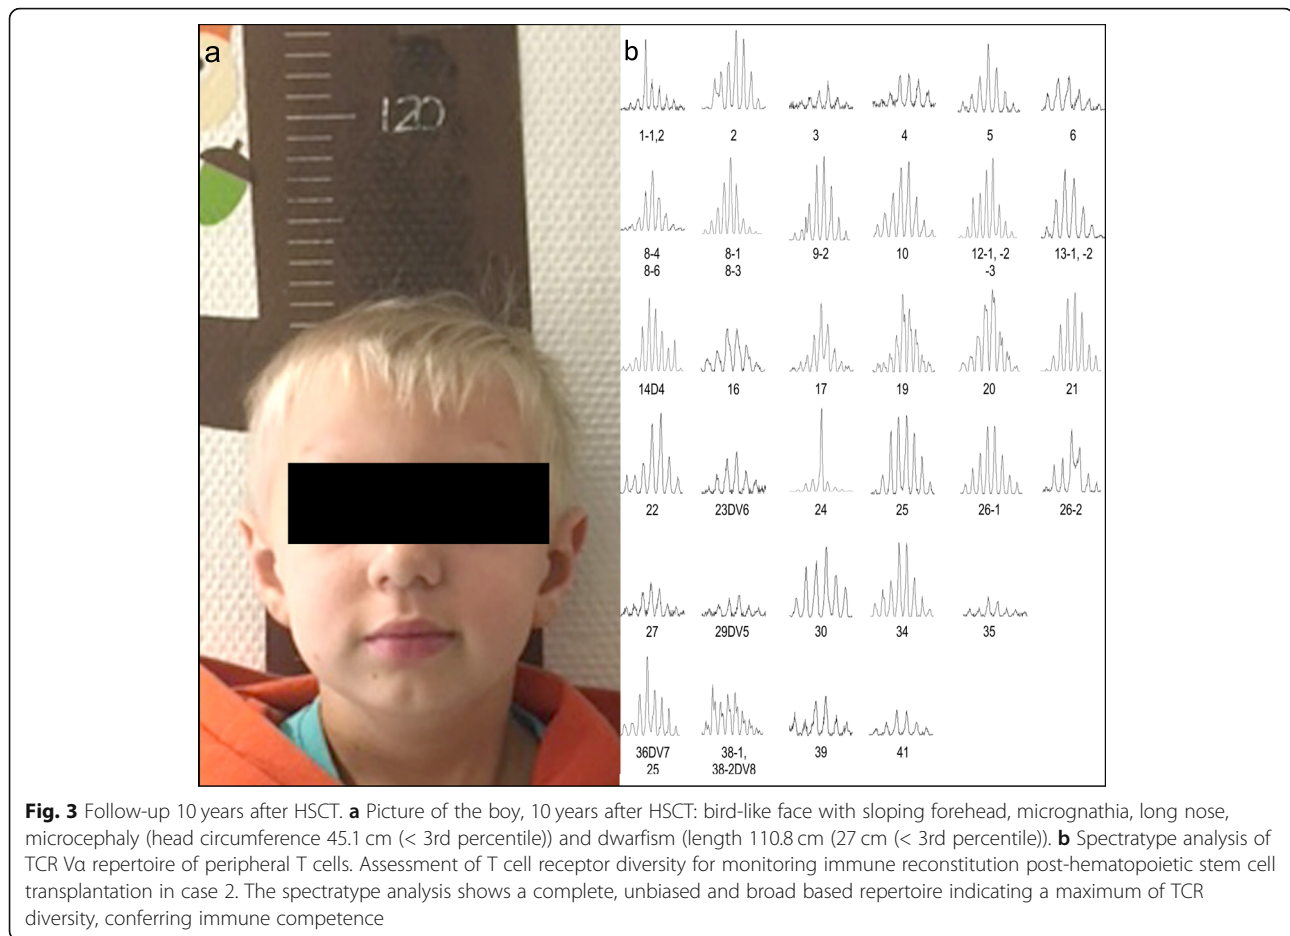 a
120
b
1-1,2 2 3 4 5 6
8-4 8-1 9-2 10 12-1, -2 13-1, -2
8-6 8-3 -3
14D4 16 17 19 20 21
22 23DV6 24 25 26-1 26-2
27 29DV5 30 34 35
36DV7 38-1, 39 41
25 38-2DV8
Fig. 3 Follow-up 10 years after HSCT. a Picture of the boy, 10 years after HSCT: bird-like face with sloping forehead, micrognathia, long nose,
microcephaly (head circumference 45.1 cm (< 3rd percentile)) and dwarfism (length 110.8 cm (27 cm (< 3rd percentile)). b Spectratype analysis of
TCR Vα repertoire of peripheral T cells. Assessment of T cell receptor diversity for monitoring immune reconstitution post-hematopoietic stem cell
transplantation in case 2. The spectratype analysis shows a complete, unbiased and broad based repertoire indicating a maximum of TCR
diversity, conferring immune competence